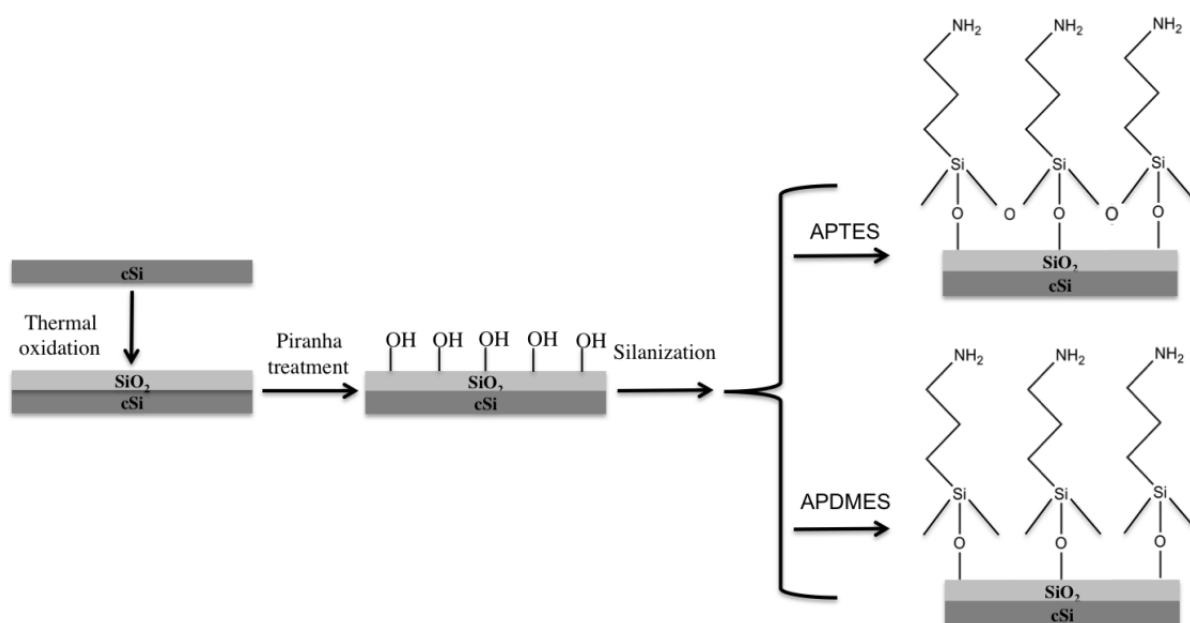 cSi
Thermal
oxidation
SiO₂
cSi
Piranha
treatment
OH OH OH OH OH
SiO₂
cSi
Silanization
APTES
NH₂ NH₂ NH₂
Si Si Si
O O O O O
SiO₂
cSi
APDMES
NH₂ NH₂ NH₂
Si Si Si
O O O
SiO₂
cSi